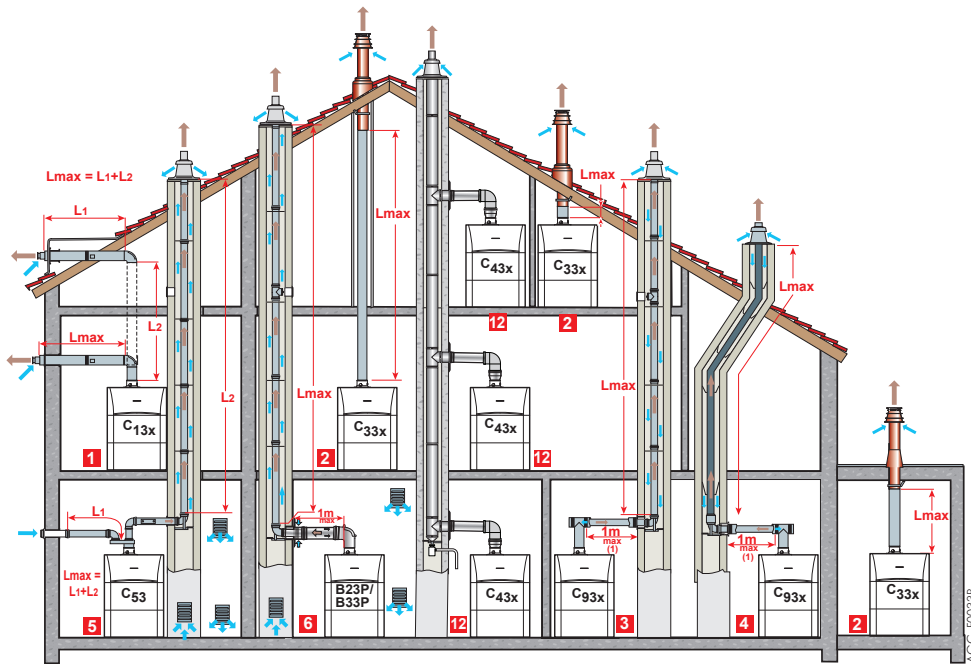 Lmax = L1+L2
L1
Lmax
L2
C13x
1
L2
L1
Lmax =
L1+L2
C53
5
Lmax
1m
max
B23P/
B33P
6
Lmax
C33x
2
C43x
12
C43x
12
C43x
12
Lmax
C33x
2
Lmax
1m
max
(1)
C93x
3
Lmax
1m
max
(1)
C93x
4
Lmax
C33x
2